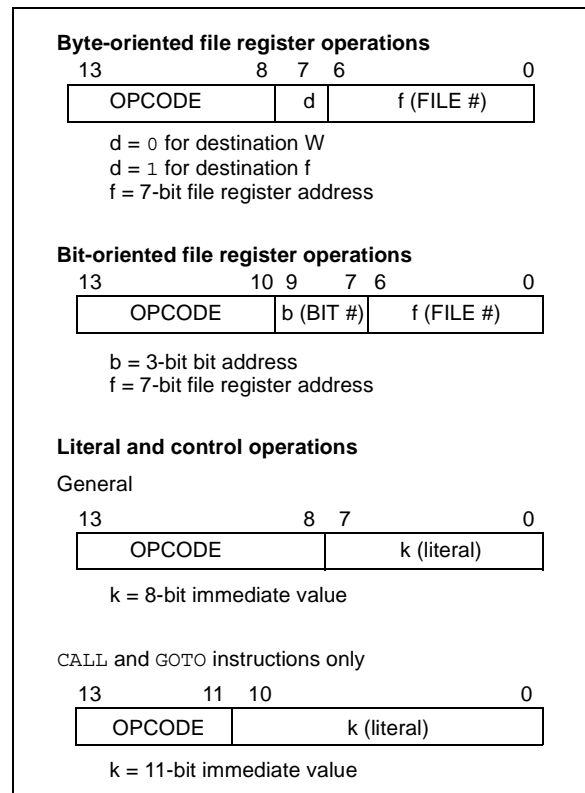 Byte-oriented file register operations
13 8 7 6 0
OPCODE d f (FILE #)
d = 0 for destination W
d = 1 for destination f
f = 7-bit file register address
Bit-oriented file register operations
13 10 9 7 6 0
OPCODE b (BIT #) f (FILE #)
b = 3-bit bit address
f = 7-bit file register address
Literal and control operations
General
13 8 7 0
OPCODE k (literal)
k = 8-bit immediate value
CALL and GOTO instructions only
13 11 10 0
OPCODE k (literal)
k = 11-bit immediate value